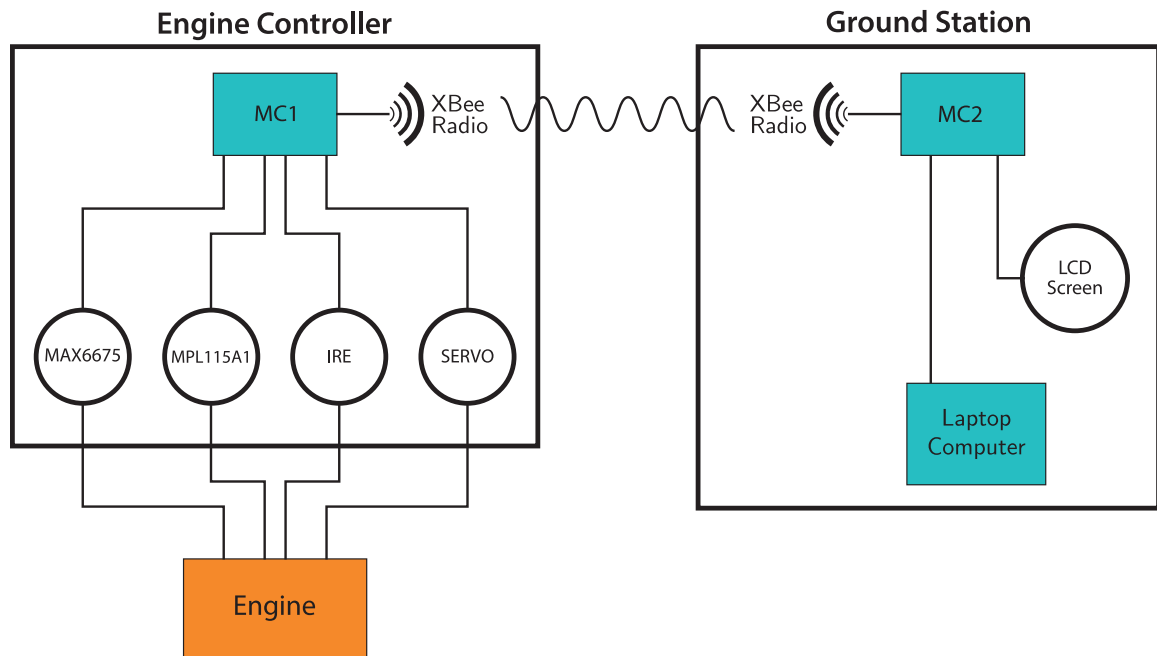 Engine Controller
Ground Station
MC1
XBee
Radio
XBee
Radio
MC2
LCD
Screen
MAX6675
MPL115A1
IRE
SERVO
Laptop
Computer
Engine